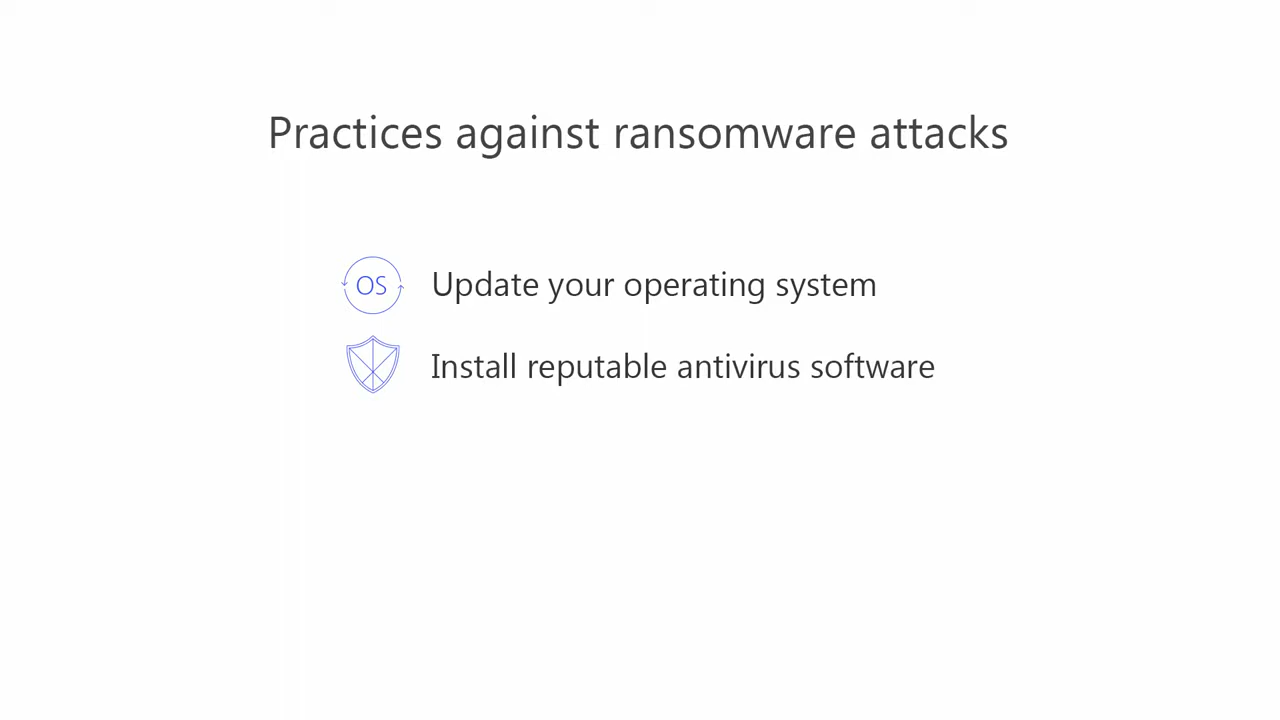 Practices against ransomware attacks
OS Update your operating system
Install reputable antivirus software